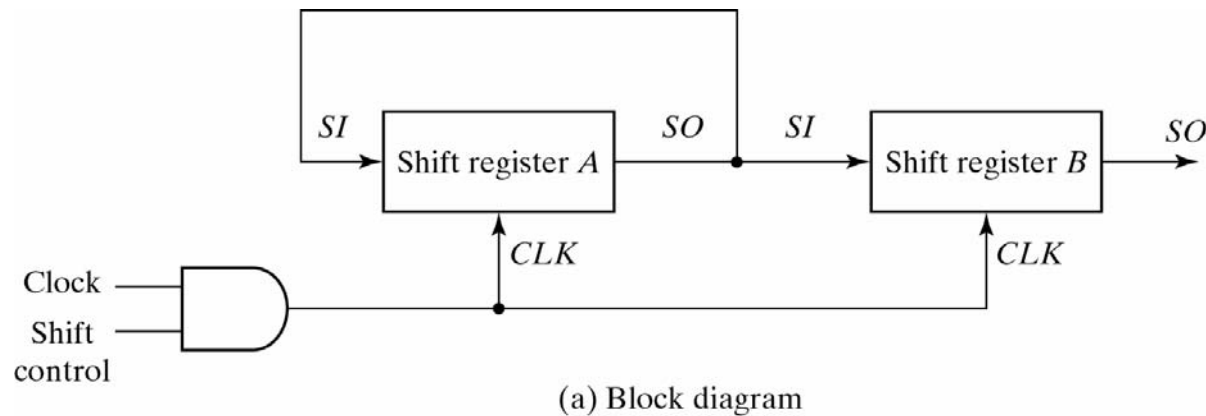 SI
Shift register A
SO
SI
Shift register B
SO
CLK
CLK
Clock
Shift
control
(a) Block diagram